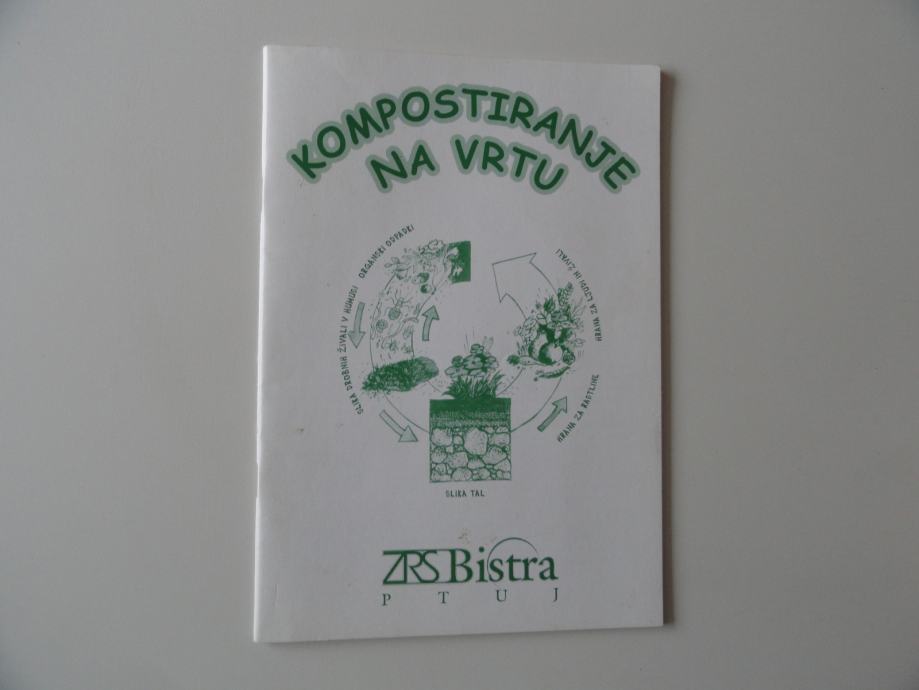 KOMPOSTIRANJE
NA VRTU
ORGANSKI ODPADKI
SLIKA DROBNIH ŽIVALI V HUMUSI
HRANA ZA LJUDI IN ŽIVALI
HRANA ZA RASTLINE
SLIKA TAL
ZRS Bistra
PTUJ